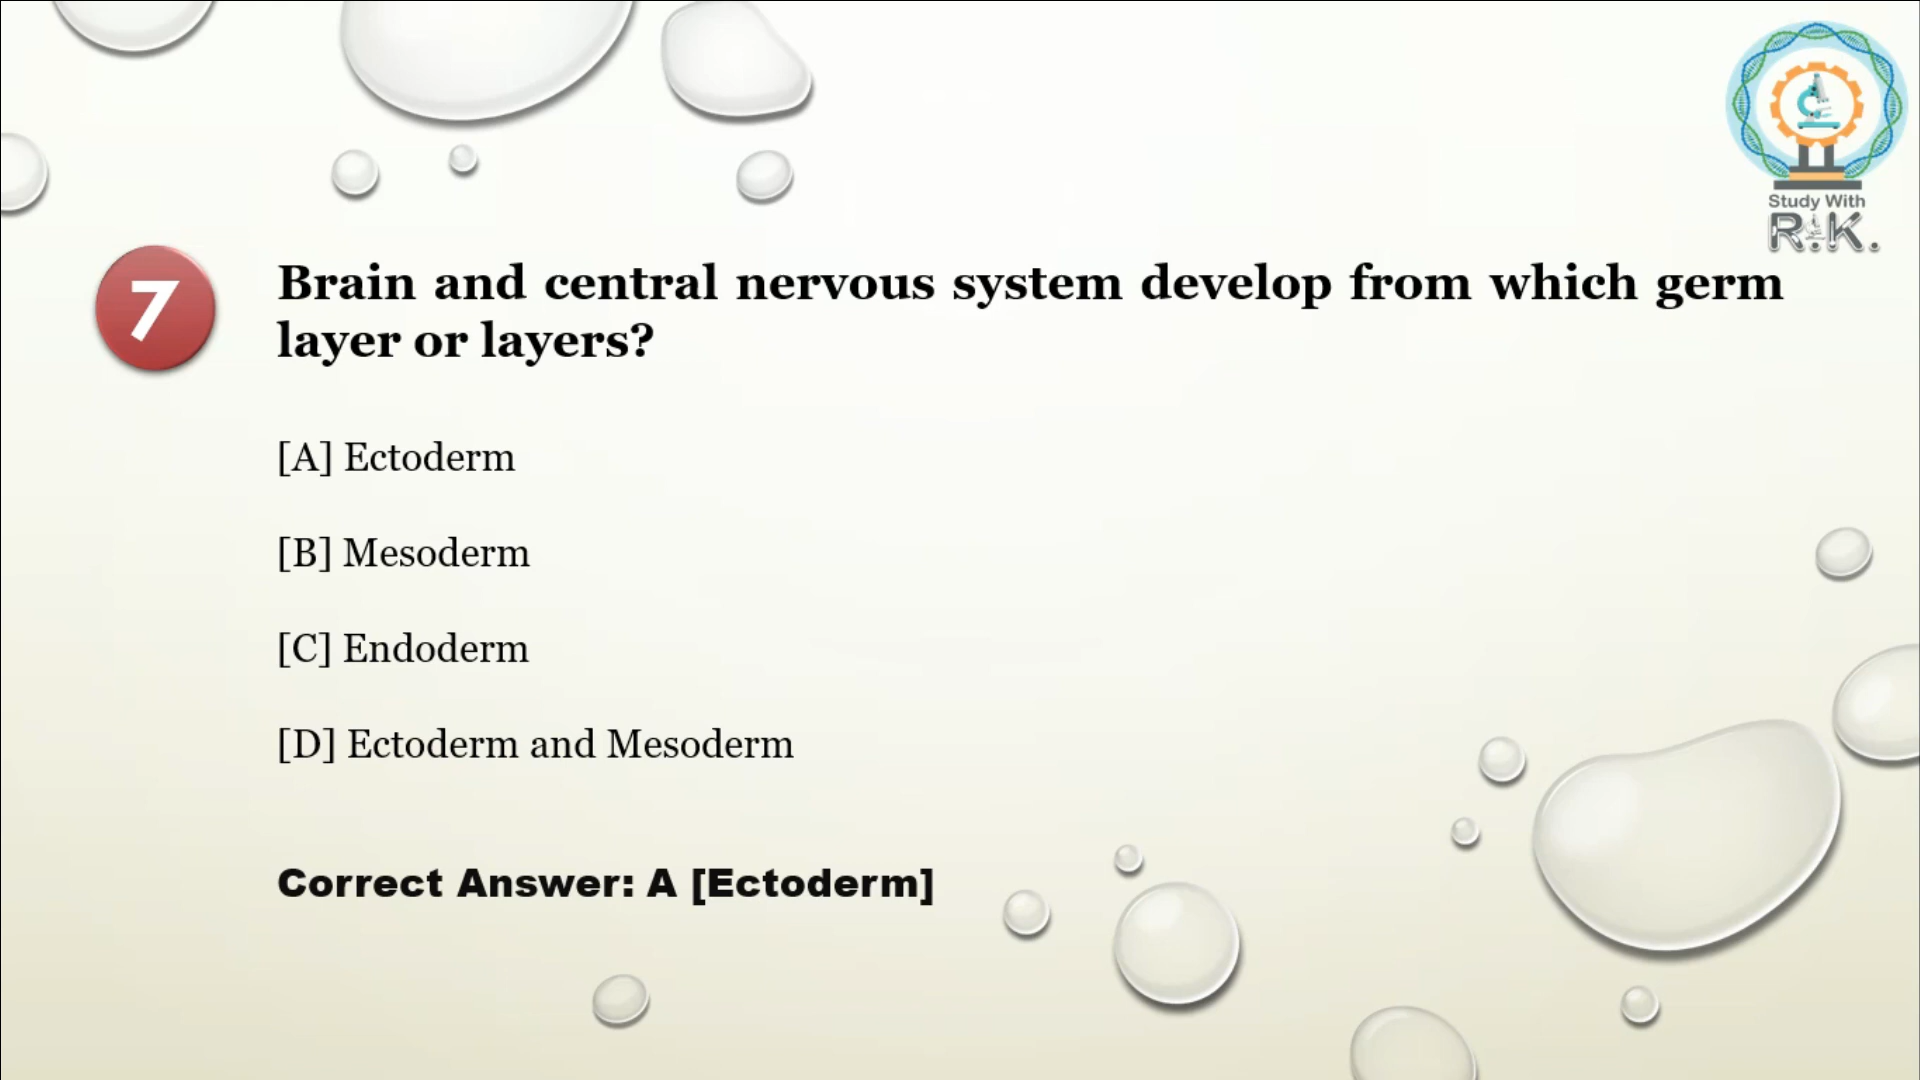 Study With
R.K.
7
Brain and central nervous system develop from which germ
layer or layers?
[A] Ectoderm
[B] Mesoderm
[C] Endoderm
[D] Ectoderm and Mesoderm
Correct Answer: A [Ectoderm]